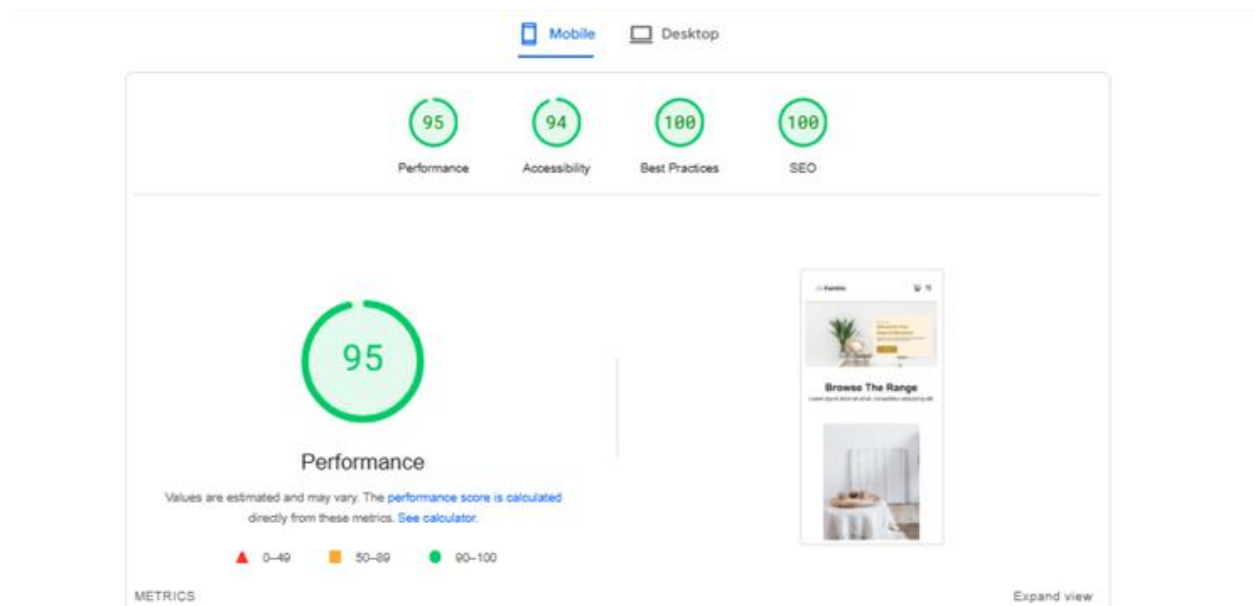 Mobile
Desktop
95
94
100
100
Performance
Accessibility
Best Practices
SEO
95
Performance
Values are estimated and may vary. The performance score is calculated
directly from these metrics. See calculator.
0–49
50–89
90–100
Browse The Range
METRICS
Expand view